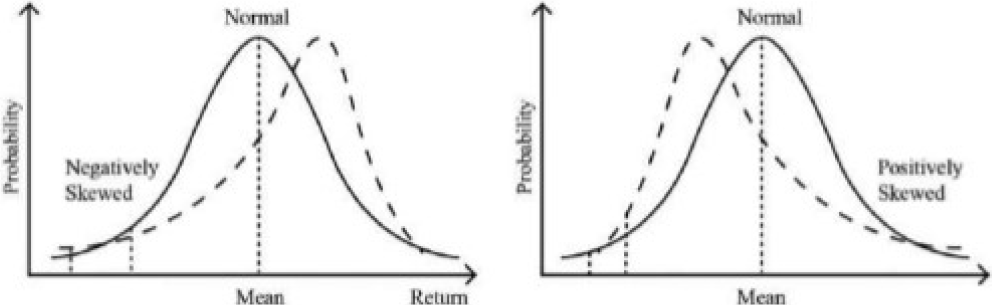 Normal
Probability
Negatively
Skewed
Mean
Return
Normal
Probability
Positively
Skewed
Mean